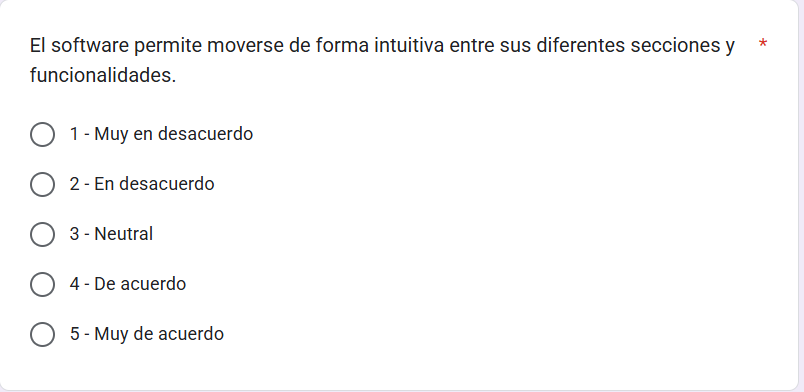 El software permite moverse de forma intuitiva entre sus diferentes secciones y *
funcionalidades.
1 - Muy en desacuerdo
2 - En desacuerdo
3 - Neutral
4 - De acuerdo
5 - Muy de acuerdo